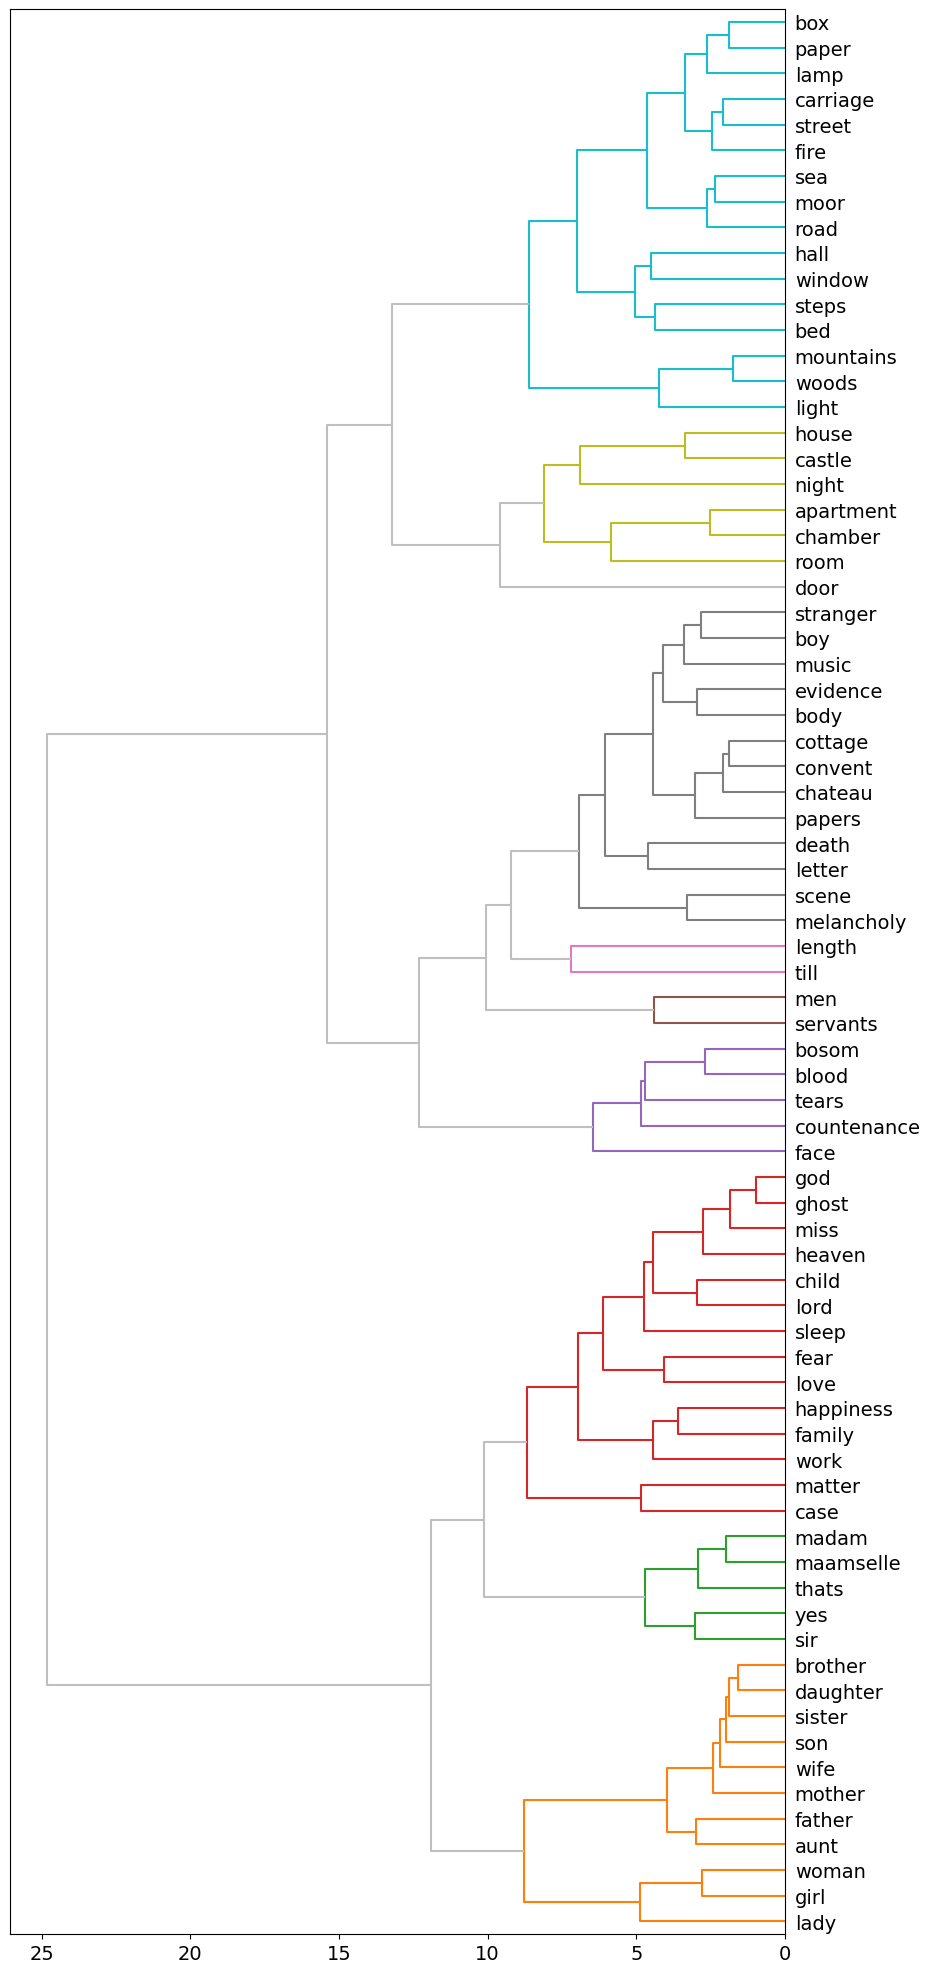 box
paper
lamp
carriage
street
fire
sea
moor
road
hall
window
steps
bed
mountains
woods
light
house
castle
night
apartment
chamber
room
door
stranger
boy
music
evidence
body
cottage
convent
chateau
papers
death
letter
scene
melancholy
length
till
men
servants
bosom
blood
tears
countenance
face
god
ghost
miss
heaven
child
lord
sleep
fear
love
happiness
family
work
matter
case
madam
maamselle
thats
yes
sir
brother
daughter
sister
son
wife
mother
father
aunt
woman
girl
lady
25 20 15 10 5 0